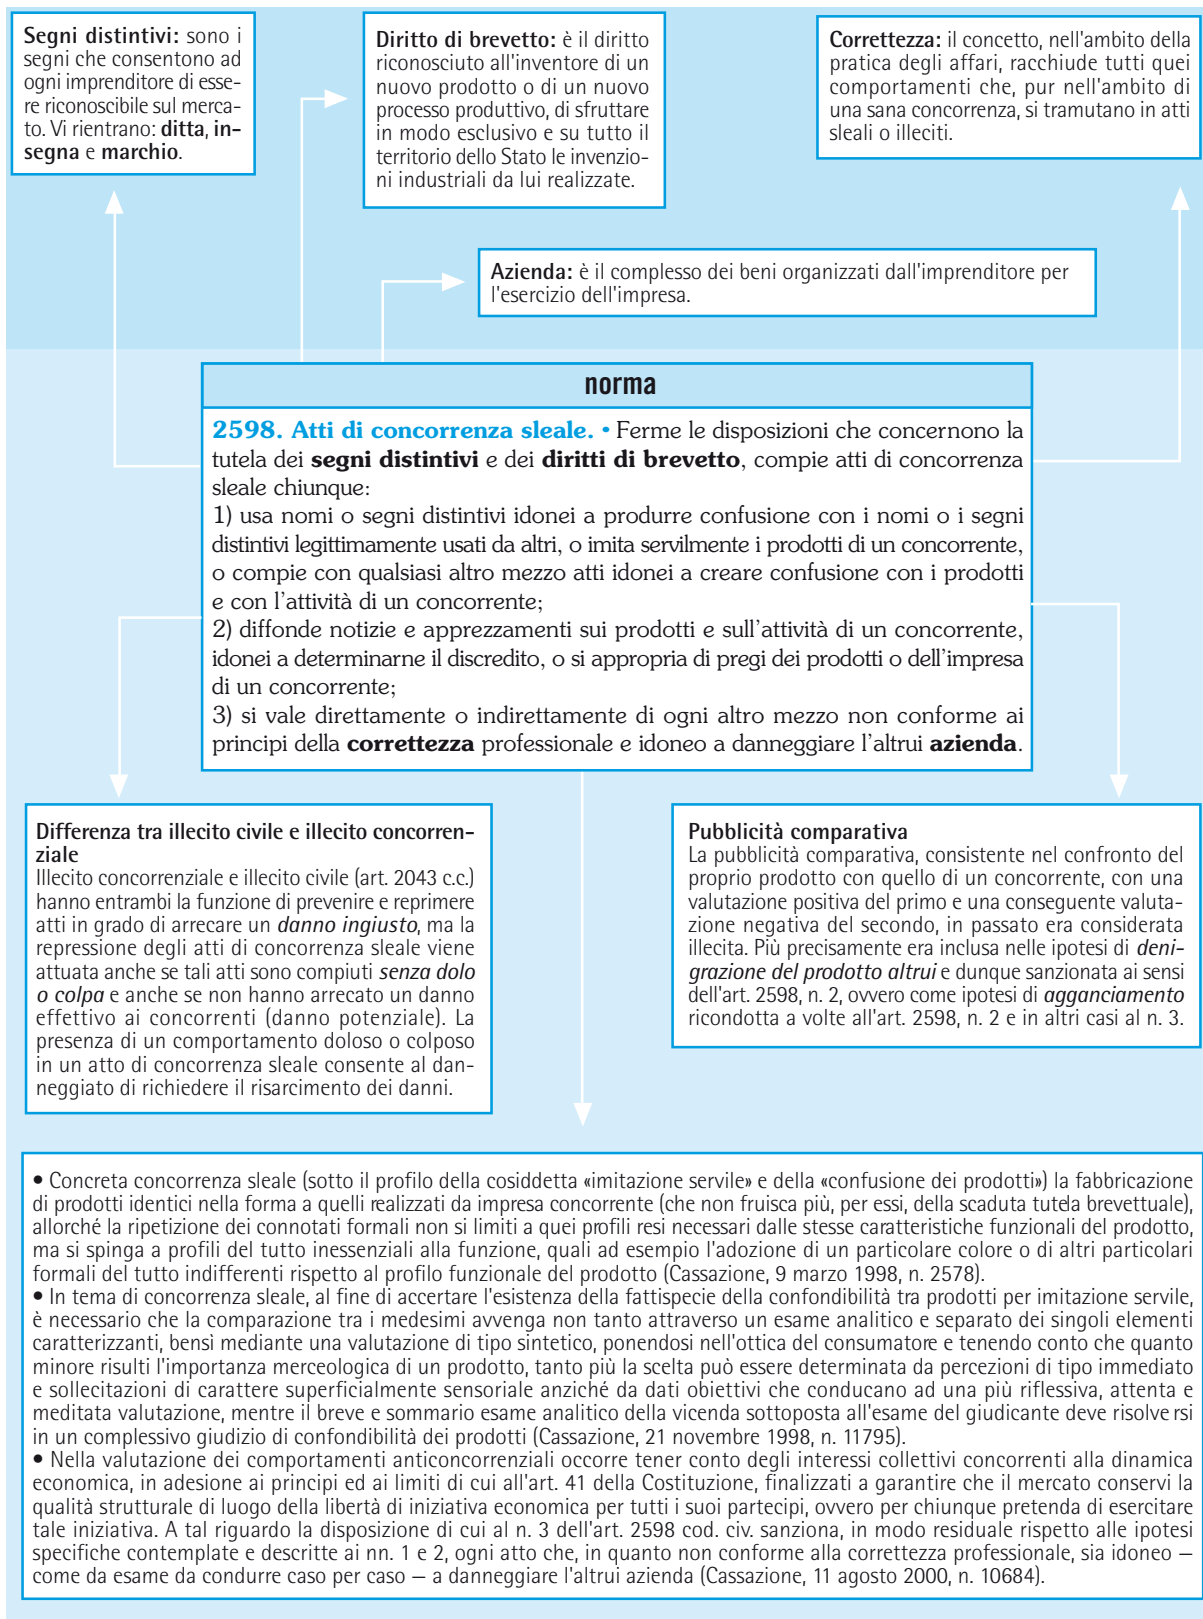 Segni distintivi: sono i
segni che consentono ad
ogni imprenditore di esse-
re riconoscibile sul merca-
to. Vi rientrano: ditta, in-
segna e marchio.
Diritto di brevetto: è il diritto
riconosciuto all'inventore di un
nuovo prodotto o di un nuovo
processo produttivo, di sfruttare
in modo esclusivo e su tutto il
territorio dello Stato le invenzio-
ni industriali da lui realizzate.
Correttezza: il concetto, nell'ambito della
pratica degli affari, racchiude tutti quei
comportamenti che, pur nell'ambito di
una sana concorrenza, si tramutano in atti
sleali o illeciti.
Azienda: è il complesso dei beni organizzati dall'imprenditore per
l'esercizio dell'impresa.
norma
2598. Atti di concorrenza sleale. • Ferme le disposizioni che concernono la
tutela dei segni distintivi e dei diritti di brevetto, compie atti di concorrenza
sleale chiunque:
1) usa nomi o segni distintivi idonei a produrre confusione con i nomi o i segni
distintivi legittimamente usati da altri, o imita servilmente i prodotti di un concorrente,
o compie con qualsiasi altro mezzo atti idonei a creare confusione con i prodotti
e con l'attività di un concorrente;
2) diffonde notizie e apprezzamenti sui prodotti e sull'attività di un concorrente,
idonei a determinarne il discredito, o si appropria di pregi dei prodotti o dell'impresa
di un concorrente;
3) si vale direttamente o indirettamente di ogni altro mezzo non conforme ai
principi della correttezza professionale e idoneo a danneggiare l'altrui azienda.
Differenza tra illecito civile e illecito concorren-
ziale
Illecito concorrenziale e illecito civile (art. 2043 c.c.)
hanno entrambi la funzione di prevenire e reprimere
atti in grado di arrecare un danno ingiusto, ma la
repressione degli atti di concorrenza sleale viene
attuata anche se tali atti sono compiuti senza dolo
o colpa e anche se non hanno arrecato un danno
effettivo ai concorrenti (danno potenziale). La
presenza di un comportamento doloso o colposo
in un atto di concorrenza sleale consente al dan-
neggiato di richiedere il risarcimento dei danni.
Pubblicità comparativa
La pubblicità comparativa, consistente nel confronto del
proprio prodotto con quello di un concorrente, con una
valutazione positiva del primo e una conseguente valuta-
zione negativa del secondo, in passato era considerata
illecita. Più precisamente era inclusa nelle ipotesi di deni-
grazione del prodotto altrui e dunque sanzionata ai sensi
dell'art. 2598, n. 2, ovvero come ipotesi di agganciamento
ricondotta a volte all'art. 2598, n. 2 e in altri casi al n. 3.
• Concreta concorrenza sleale (sotto il profilo della cosiddetta «imitazione servile» e della «confusione dei prodotti») la fabbricazione
di prodotti identici nella forma a quelli realizzati da impresa concorrente (che non fruisca più, per essi, della scaduta tutela brevettuale),
allorché la ripetizione dei connotati formali non si limiti a quei profili resi necessari dalle stesse caratteristiche funzionali del prodotto,
ma si spinga a profili del tutto inessenziali alla funzione, quali ad esempio l'adozione di un particolare colore o di altri particolari
formali del tutto indifferenti rispetto al profilo funzionale del prodotto (Cassazione, 9 marzo 1998, n. 2578).
• In tema di concorrenza sleale, al fine di accertare l'esistenza della fattispecie della confondibilità tra prodotti per imitazione servile,
è necessario che la comparazione tra i medesimi avvenga non tanto attraverso un esame analitico e separato dei singoli elementi
caratterizzanti, bensì mediante una valutazione di tipo sintetico, ponendosi nell'ottica del consumatore e tenendo conto che quanto
minore risulti l'importanza merceologica di un prodotto, tanto più la scelta può essere determinata da percezioni di tipo immediato
e sollecitazioni di carattere superficialmente sensoriale anziché da dati obiettivi che conducano ad una più riflessiva, attenta e
meditata valutazione, mentre il breve e sommario esame analitico della vicenda sottoposta all'esame del giudicante deve risolversi
in un complessivo giudizio di confondibilità dei prodotti (Cassazione, 21 novembre 1998, n. 11795).
• Nella valutazione dei comportamenti anticoncorrenziali occorre tener conto degli interessi collettivi concorrenti alla dinamica
economica, in adesione ai principi ed ai limiti di cui all'art. 41 della Costituzione, finalizzati a garantire che il mercato conservi la
qualità strutturale di luogo della libertà di iniziativa economica per tutti i suoi partecipi, ovvero per chiunque pretenda di esercitare
tale iniziativa. A tal riguardo la disposizione di cui al n. 3 dell'art. 2598 cod. civ. sanziona, in modo residuale rispetto alle ipotesi
specifiche contemplate e descritte ai nn. 1 e 2, ogni atto che, in quanto non conforme alla correttezza professionale, sia idoneo —
come da esame da condurre caso per caso — a danneggiare l'altrui azienda (Cassazione, 11 agosto 2000, n. 10684).